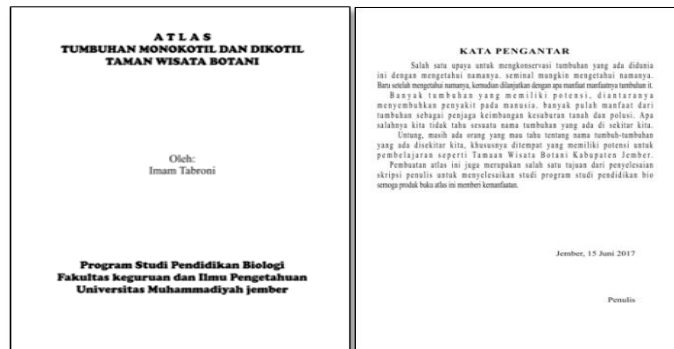 A T L A S
TUMBUHAN MONOKOTIL DAN DIKOTIL
TAMAN WISATA BOTANI
Oleh:
Imam Tabroni
Program Studi Pendidikan Biologi
Fakultas keguruan dan Ilmu Pengetahuan
Universitas Muhammadiyah jember
KATA PENGANTAR
Salah satu upaya untuk mengkonservasi tumbuhan yang ada didunia
ini dengan mengetahui namanya. seminal mungkin mengetahui namanya.
Baru setelah mengetahui namanya, kemudian dilanjutkan dengan apa manfaat manfaatnya tumbuhan it.
Banyak tumbuhan yang memiliki potensi, diantaranya
menyembuhkan penyakit pada manusia. banyak pulah manfaat dari
tumbuhan sebagai penjaga keimbangan kesuburan tanah dan polusi. Apa
salahnya kita tidak tahu sesuatu nama tumbuhan yang ada di sekitar kita.
Untung, masih ada orang yang mau tahu tentang nama tumbuh-tumbuhan
yang ada disekitar kita, khususnya ditempat yang memiliki potensi untuk
pembelajaran seperti Tamaan Wisata Botani Kabupaten Jember.
Pembuatan atlas ini juga merupakan salah satu tujuan dari penyelesaian
skripsi penulis untuk menyelesaikan studi program studi pendidikan bio
semoga produk buku atlas ini memberi kemanfaatan.
Jember, 15 Juni 2017
Penulis